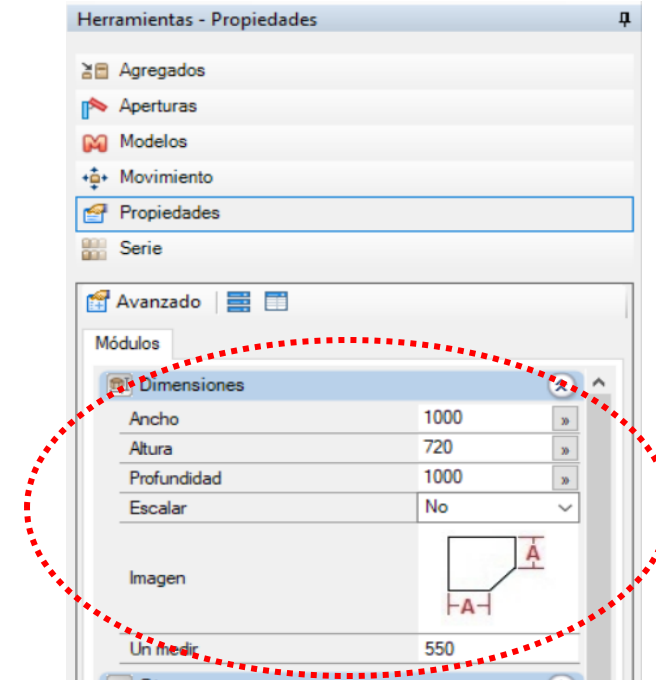 Herramientas - Propiedades
Agregados
Aperturas
Modelos
Movimiento
Propiedades
Serie
Avanzado
Módulos
Dimensiones
Ancho 1000 »
Altura 720 »
Profundidad 1000 »
Escalar No
A
Imagen
A
Un medir 550